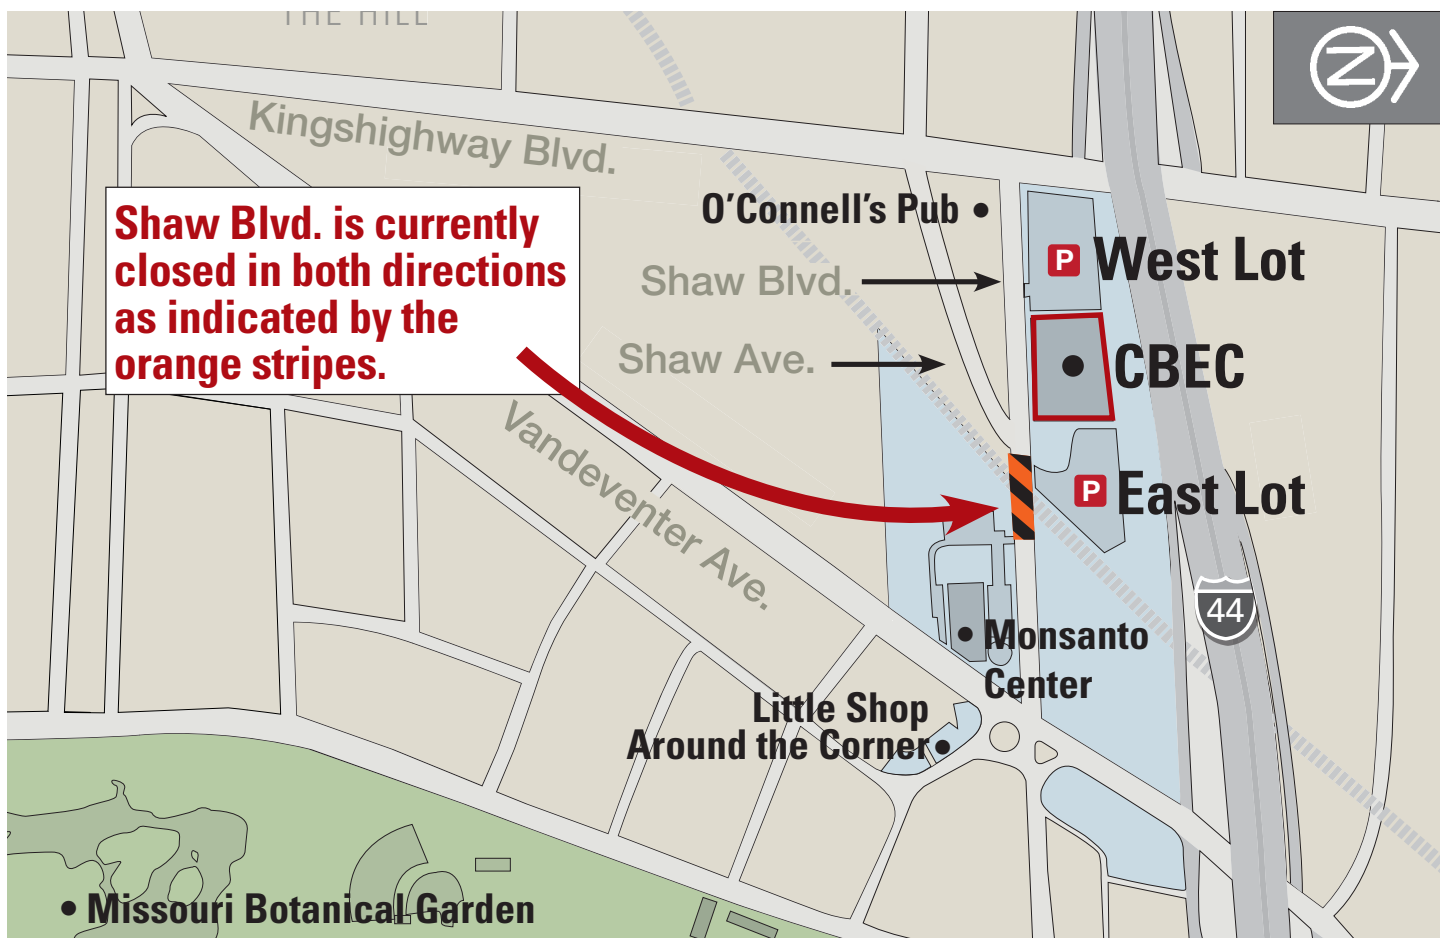 THE HILL
N
Kingshighway Blvd.
Shaw Blvd. is currently
closed in both directions
as indicated by the
orange stripes.
O'Connell's Pub
P
West Lot
Shaw Blvd.
Shaw Ave.
CBEC
Vandeventer Ave.
P
East Lot
44
Monsanto
Center
Little Shop
Around the Corner
Missouri Botanical Garden